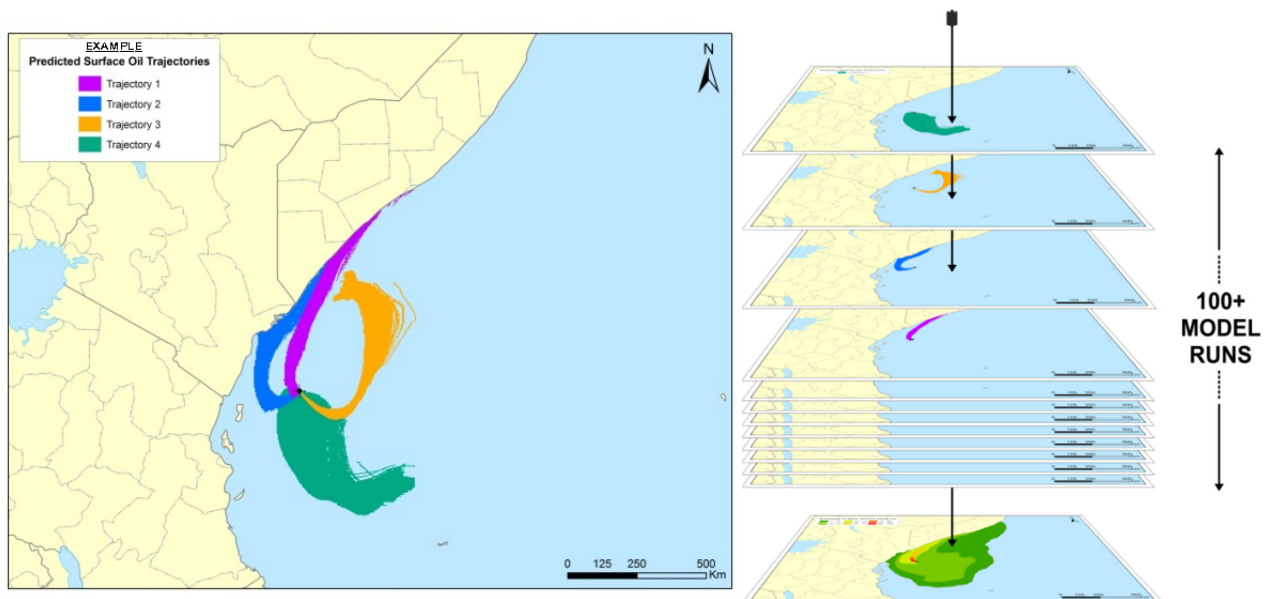 EXAMPLE
Predicted Surface Oil Trajectories
Trajectory 1
Trajectory 2
Trajectory 3
Trajectory 4
N
0 125 250 500
Km
100+
MODEL
RUNS